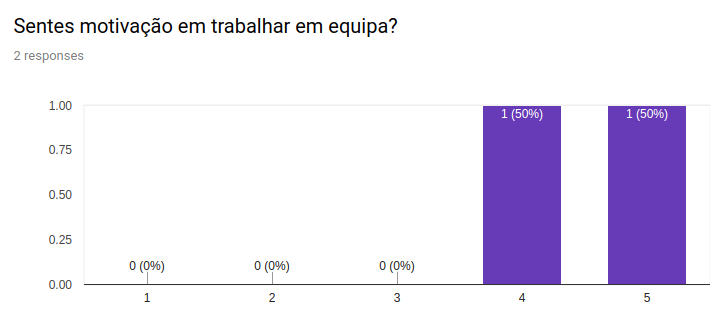 Sentes motivação em trabalhar em equipa?
2 responses
1.00
1 (50%) 1 (50%)
0.75
0.50
0.25
0 (0%) 0 (0%) 0 (0%)
0.00
1 2 3 4 5